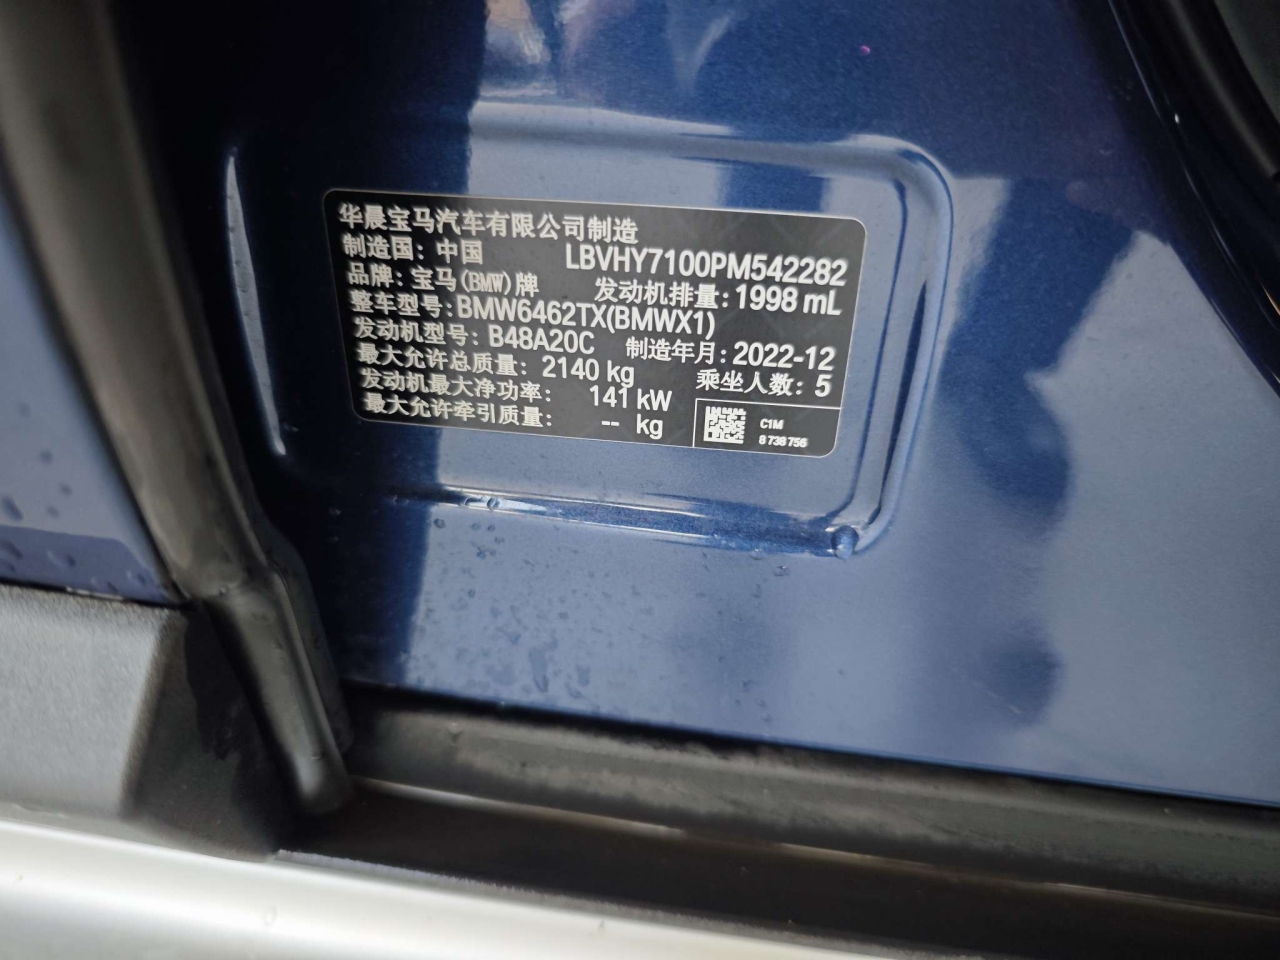 华晨宝马汽车有限公司制造
制造国：中国 LBVHY7100PM542282
品牌：宝马(BMW)牌 发动机排量：1998 mL
整车型号：BMW6462TX(BMWX1)
发动机型号：B48A20C 制造年月：2022-12
最大允许总质量：2140 kg 乘坐人数：5
发动机最大净功率：141 kW
最大允许牵引质量：-- kg
C1M
8 738 756